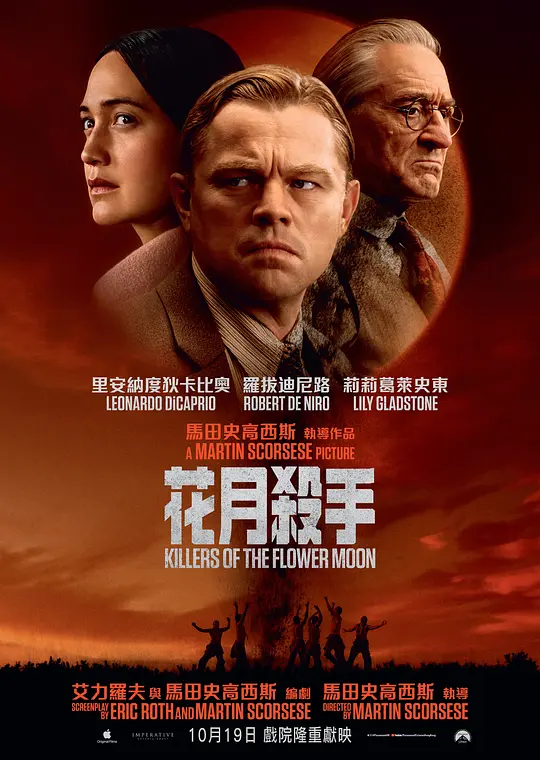 里安納度狄卡比奧 羅拔迪尼路 莉莉葛萊史東
LEONARDO DiCAPRIO ROBERT DE NIRO LILY GLADSTONE
馬田史高西斯 執導作品
A MARTIN SCORSESE PICTURE
花月殺手
KILLERS OF THE FLOWER MOON
艾力羅夫 與 馬田史高西斯 編劇 馬田史高西斯 執導
SCREENPLAY BY ERIC ROTH AND MARTIN SCORSESE DIRECTED BY MARTIN SCORSESE
Original Films IMPERATIVE ENTERTAINMENT 10月19日 戲院隆重獻映